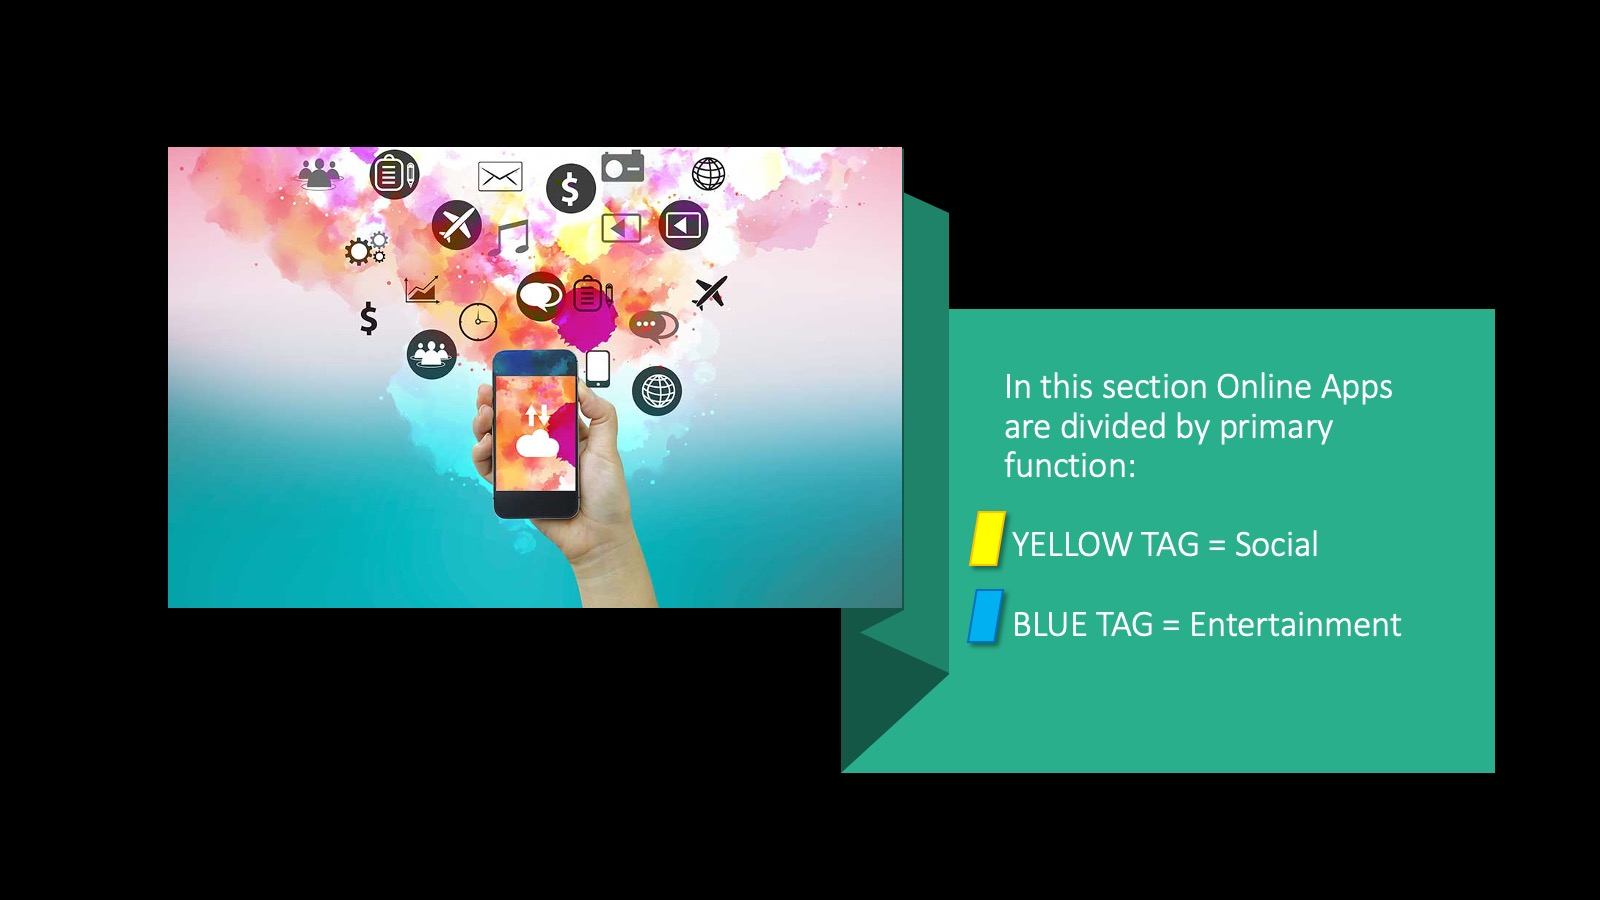 In this section Online Apps
are divided by primary
function:
YELLOW TAG = Social
BLUE TAG = Entertainment